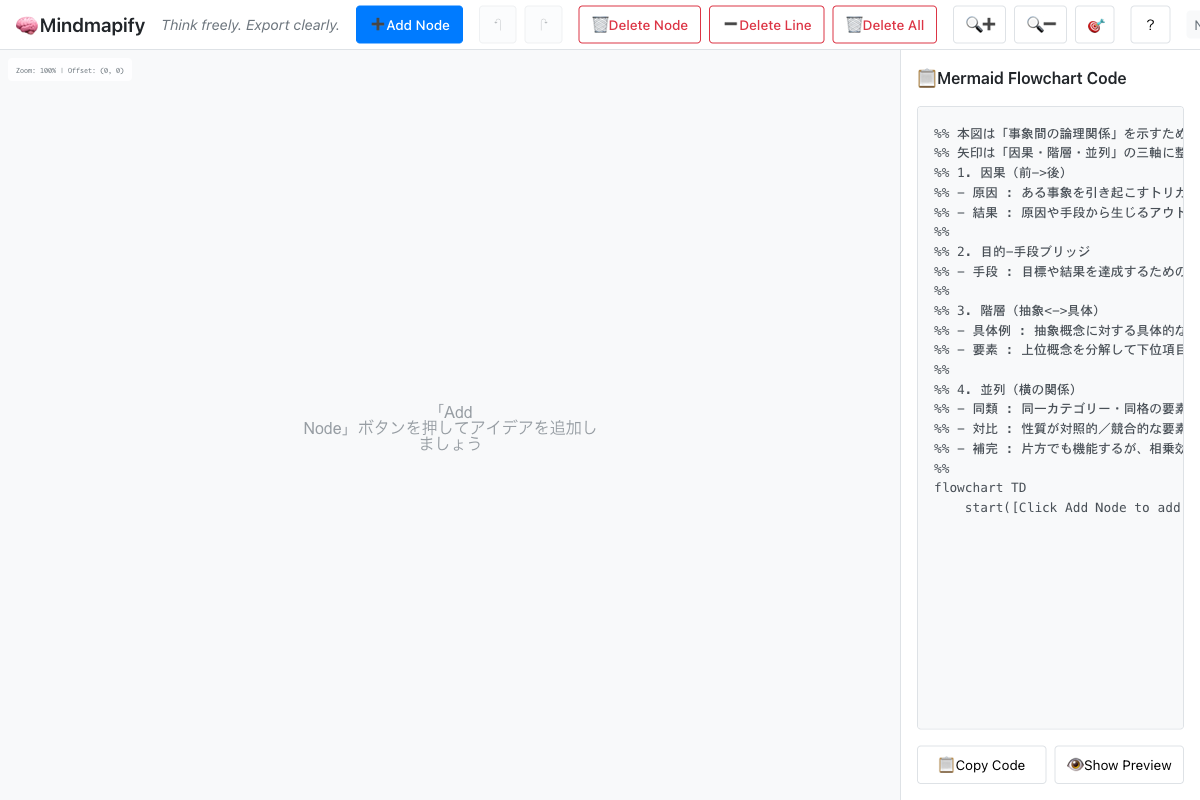 🧠Mindmapify
Think freely. Export clearly.
➕Add Node
🗑️Delete Node
➖Delete Line
🗑️Delete All
🔍➕
🔍➖
🎯
?
Zoom: 100% | Offset: (0, 0)
「Add
Node」ボタンを押してアイデアを追加し
ましょう
📋Mermaid Flowchart Code
%% 本図は「事象間の論理関係」を示すため
%% 矢印は「因果・階層・並列」の三軸に整
%% 1. 因果（前—>後）
%% – 原因 : ある事象を引き起こすトリガ
%% – 結果 : 原因や手段から生じるアウト
%%
%% 2. 目的–手段ブリッジ
%% – 手段 : 目標や結果を達成するための
%%
%% 3. 階層（抽象<—>具体）
%% – 具体例 : 抽象概念に対する具体的な
%% – 要素 : 上位概念を分解して下位項目
%%
%% 4. 並列（横の関係）
%% – 同類 : 同一カテゴリー・同格の要素
%% – 対比 : 性質が対照的／競合的な要素
%% – 補完 : 片方でも機能するが、相乗効
%%
flowchart TD
    start([Click Add Node to add
📋Copy Code
👁️Show Preview